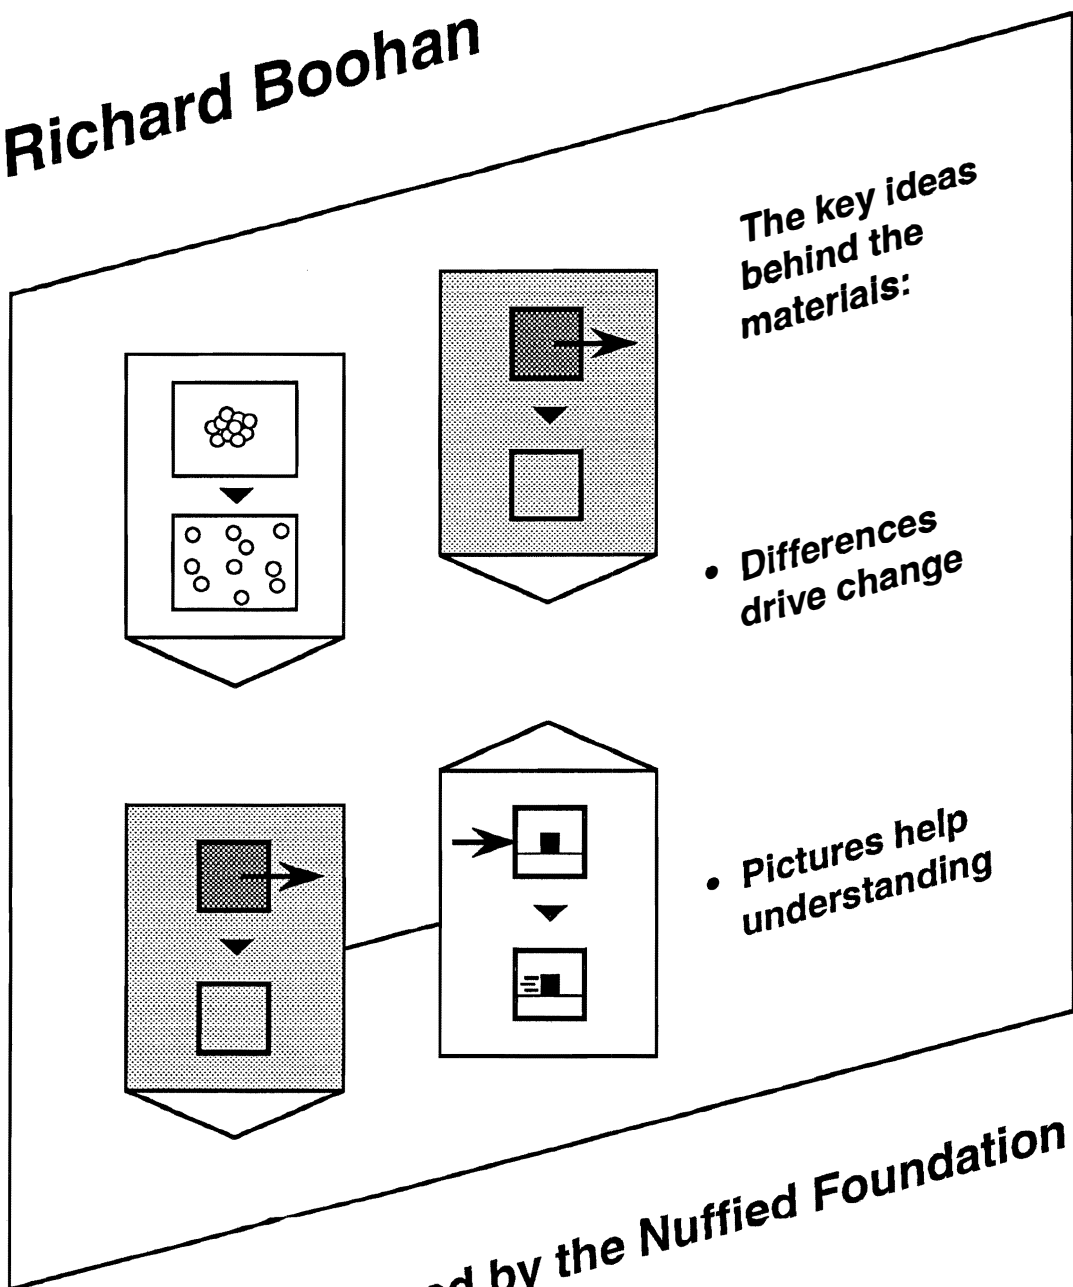 Richard Boohan
The key ideas
behind the
materials:
• Differences
drive change
• Pictures help
understanding
by the Nuffied Foundation